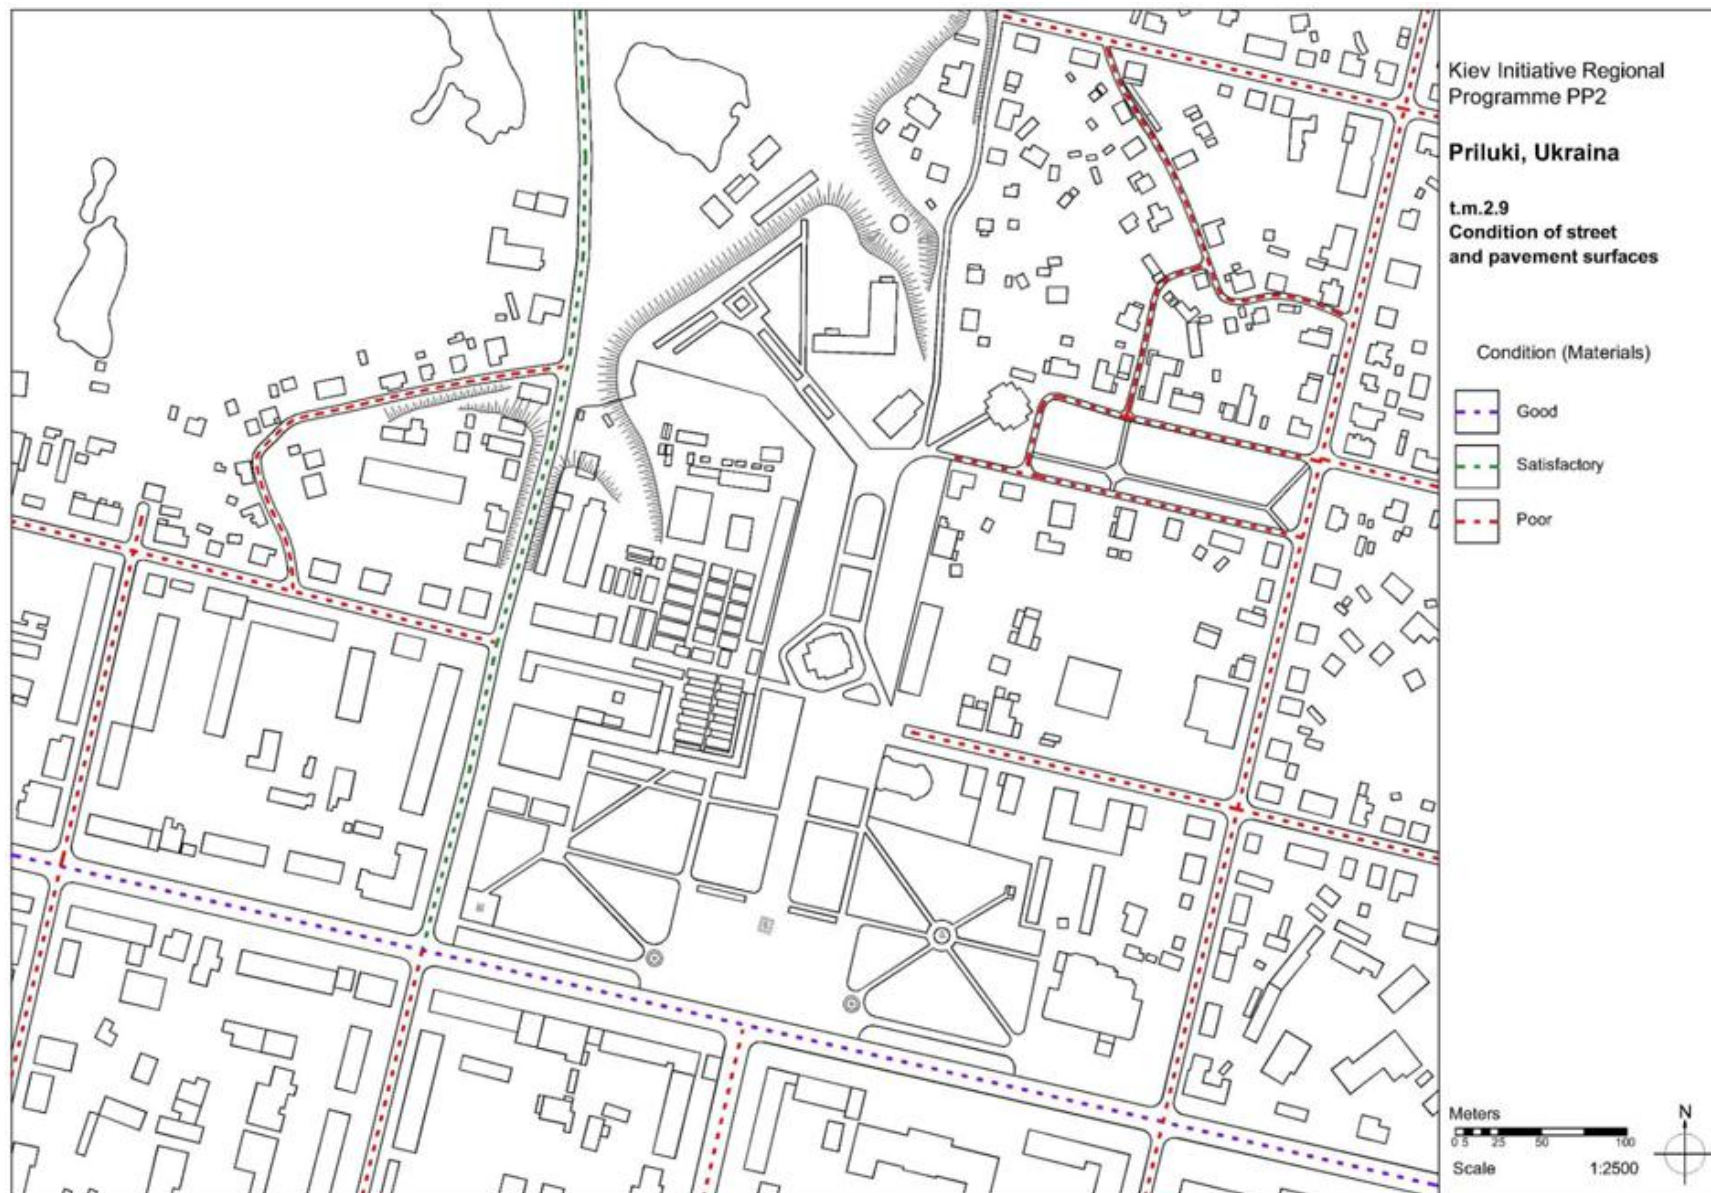 Kiev Initiative Regional
Programme PP2
Priluki, Ukraina
t.m.2.9
Condition of street
and pavement surfaces
Condition (Materials)
Good
Satisfactory
Poor
Meters
0 5 25 50 100
Scale 1:2500
N